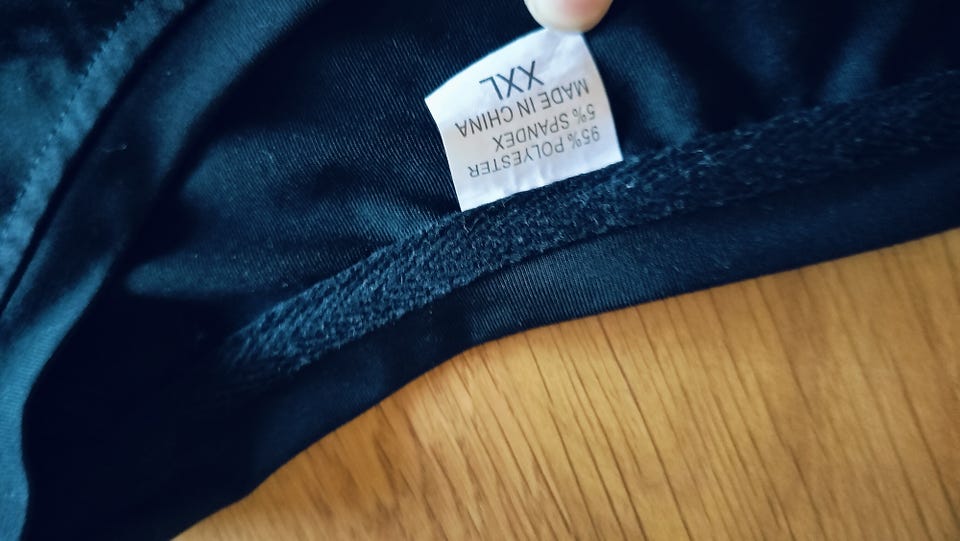 95% POLYESTER
5% SPANDEX
MADE IN CHINA
XXL